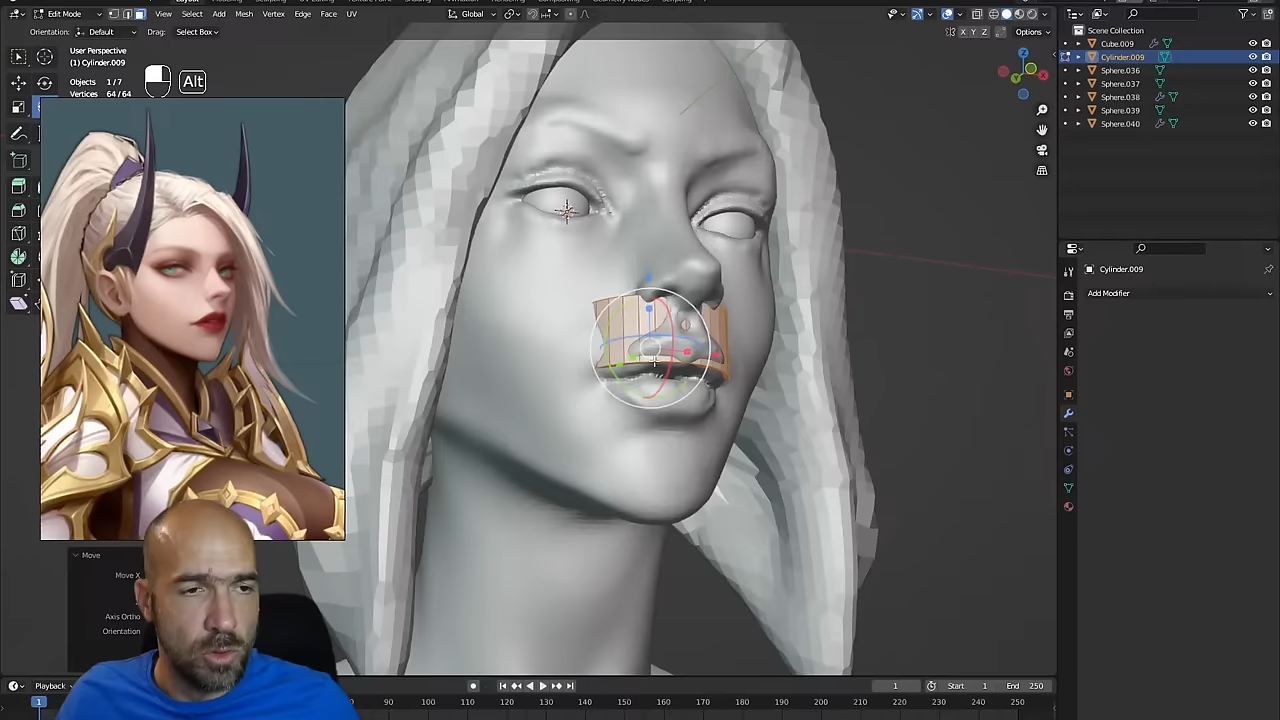 Edit Mode View Select Add Mesh Vertex Edge Face UV Global
Orientation: Default Drag: Select Box X Y Z Options
User Perspective
(1) Cylinder.009
Objects 1/7
Vertices 64/64
Alt
Scene Collection
Cube.009
Cylinder.009
Sphere.036
Sphere.037
Sphere.038
Sphere.039
Sphere.040
Cylinder.009
Add Modifier
Move
Move X
Axis Ortho
Orientation
Playback 1 Start 1 End 250
1 90 100 110 120 130 140 150 160 170 180 190 200 210 220 230 240 250